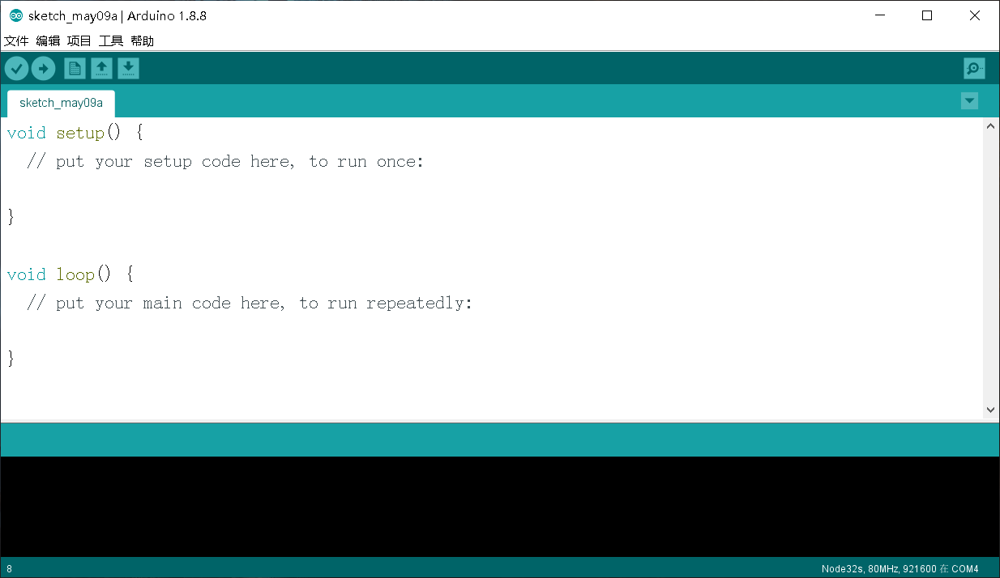 sketch_may09a | Arduino 1.8.8
文件 编辑 项目 工具 帮助
sketch_may09a
void setup() {
  // put your setup code here, to run once:
}
void loop() {
  // put your main code here, to run repeatedly:
}
8
Node32s, 80MHz, 921600 在 COM4